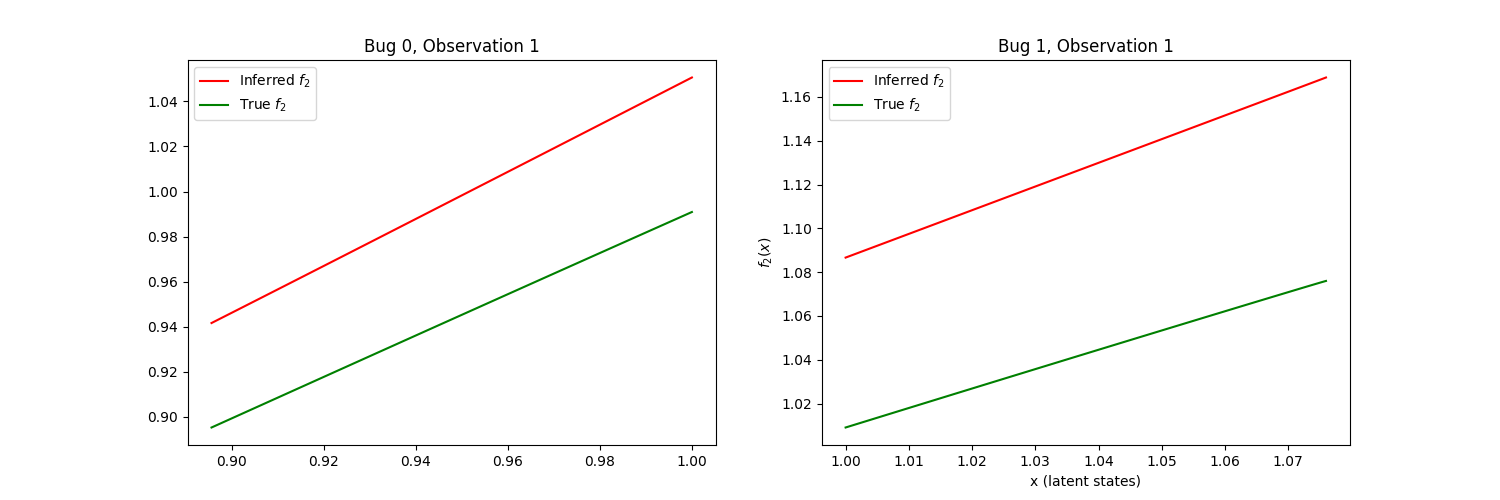 Bug 0, Observation 1
Inferred f₂
True f₂
1.04
1.02
1.00
0.98
0.96
0.94
0.92
0.90
0.90 0.92 0.94 0.96 0.98 1.00
Bug 1, Observation 1
Inferred f₂
True f₂
f₂(x)
1.16
1.14
1.12
1.10
1.08
1.06
1.04
1.02
1.00 1.01 1.02 1.03 1.04 1.05 1.06 1.07
x (latent states)